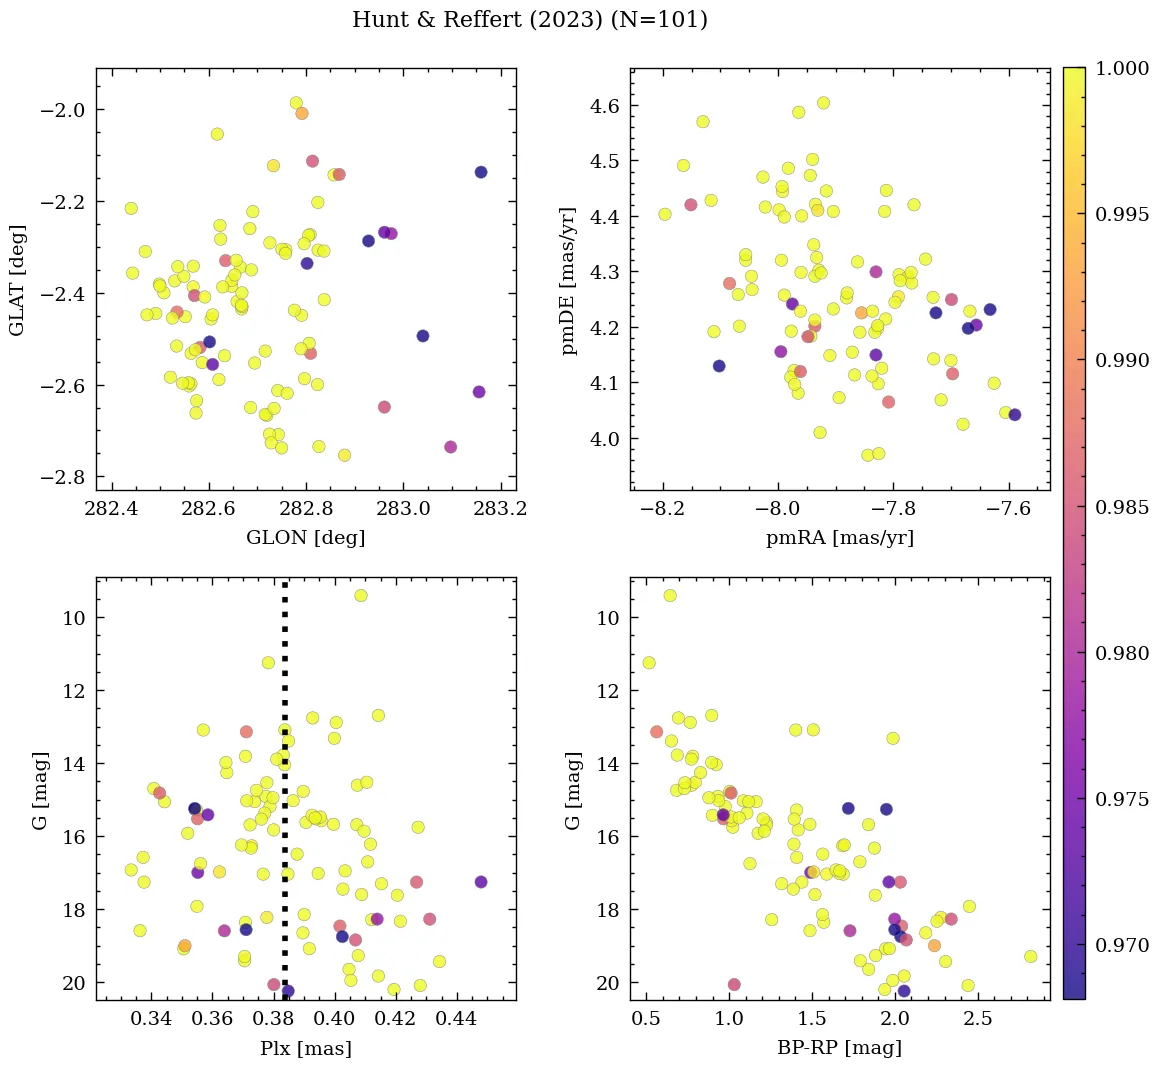 Hunt & Reffert (2023) (N=101)
−2.0
−2.2
−2.4
−2.6
−2.8
GLAT [deg]
282.4 282.6 282.8 283.0 283.2
GLON [deg]
4.6
4.5
4.4
4.3
4.2
4.1
4.0
pmDE [mas/yr]
−8.2 −8.0 −7.8 −7.6
pmRA [mas/yr]
1.000
0.995
0.990
0.985
0.980
0.975
0.970
10
12
14
16
18
20
G [mag]
0.34 0.36 0.38 0.40 0.42 0.44
Plx [mas]
10
12
14
16
18
20
G [mag]
0.5 1.0 1.5 2.0 2.5
BP-RP [mag]